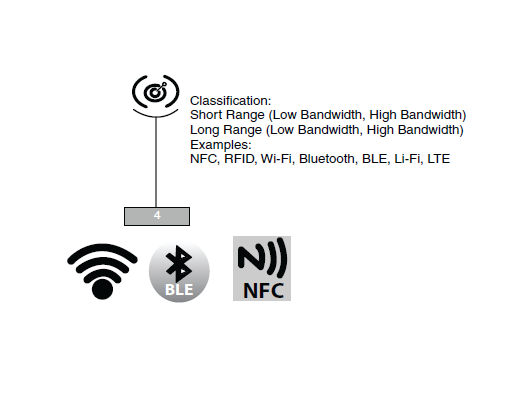 Classification:
Short Range (Low Bandwidth, High Bandwidth)
Long Range (Low Bandwidth, High Bandwidth)
Examples:
NFC, RFID, Wi-Fi, Bluetooth, BLE, Li-Fi, LTE
4
BLE
NFC